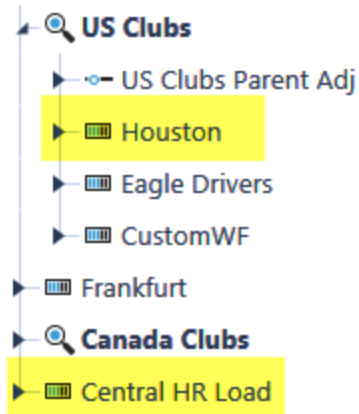 US Clubs
US Clubs Parent Adj
Houston
Eagle Drivers
CustomWF
Frankfurt
Canada Clubs
Central HR Load